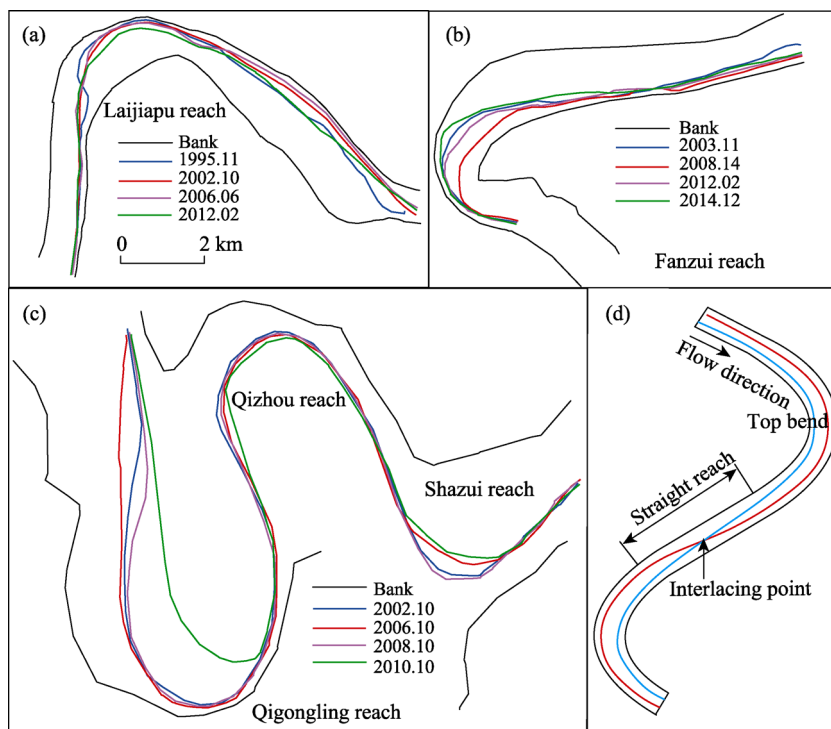 (a)
Laijiapu reach
Bank
1995.11
2002.10
2006.06
2012.02
0 2 km
(b)
Bank
2003.11
2008.14
2012.02
2014.12
Fanzui reach
(c)
Qizhou reach
Shazui reach
Bank
2002.10
2006.10
2008.10
2010.10
Qigongling reach
(d)
Flow direction
Top bend
Straight reach
Interlacing point